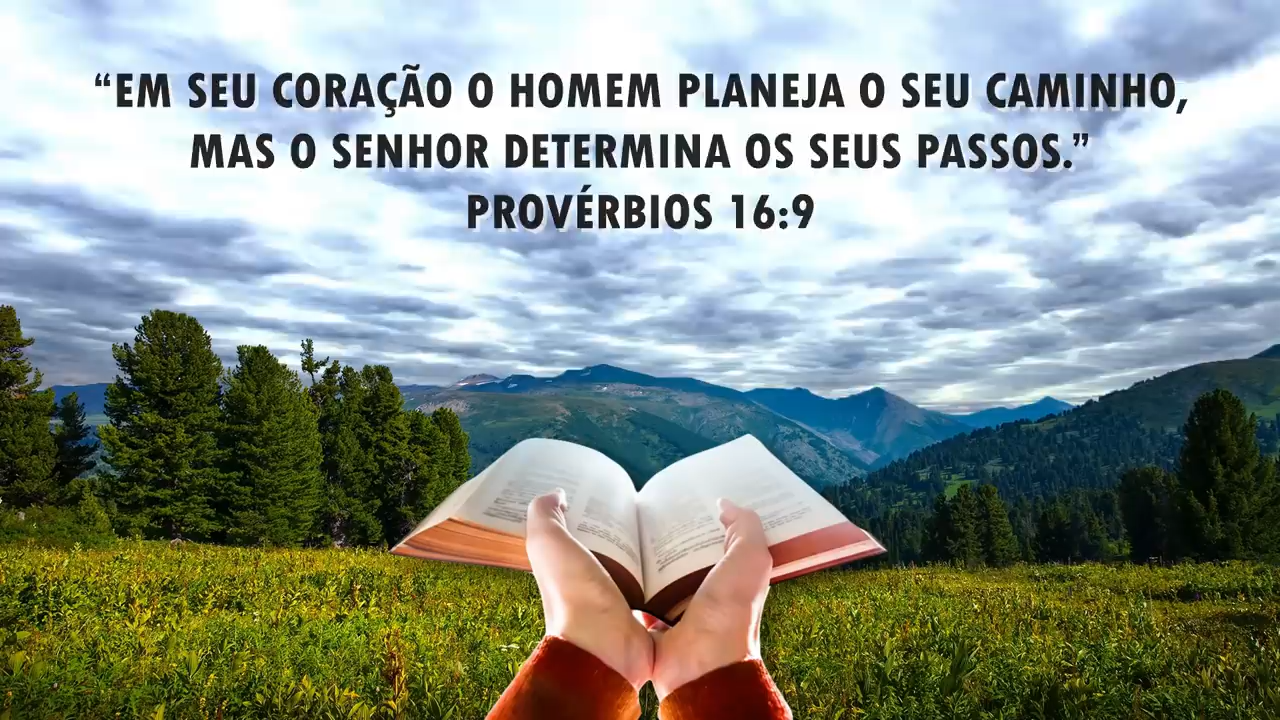 “EM SEU CORAÇÃO O HOMEM PLANEJA O SEU CAMINHO,
MAS O SENHOR DETERMINA OS SEUS PASSOS.”
PROVÉRBIOS 16:9